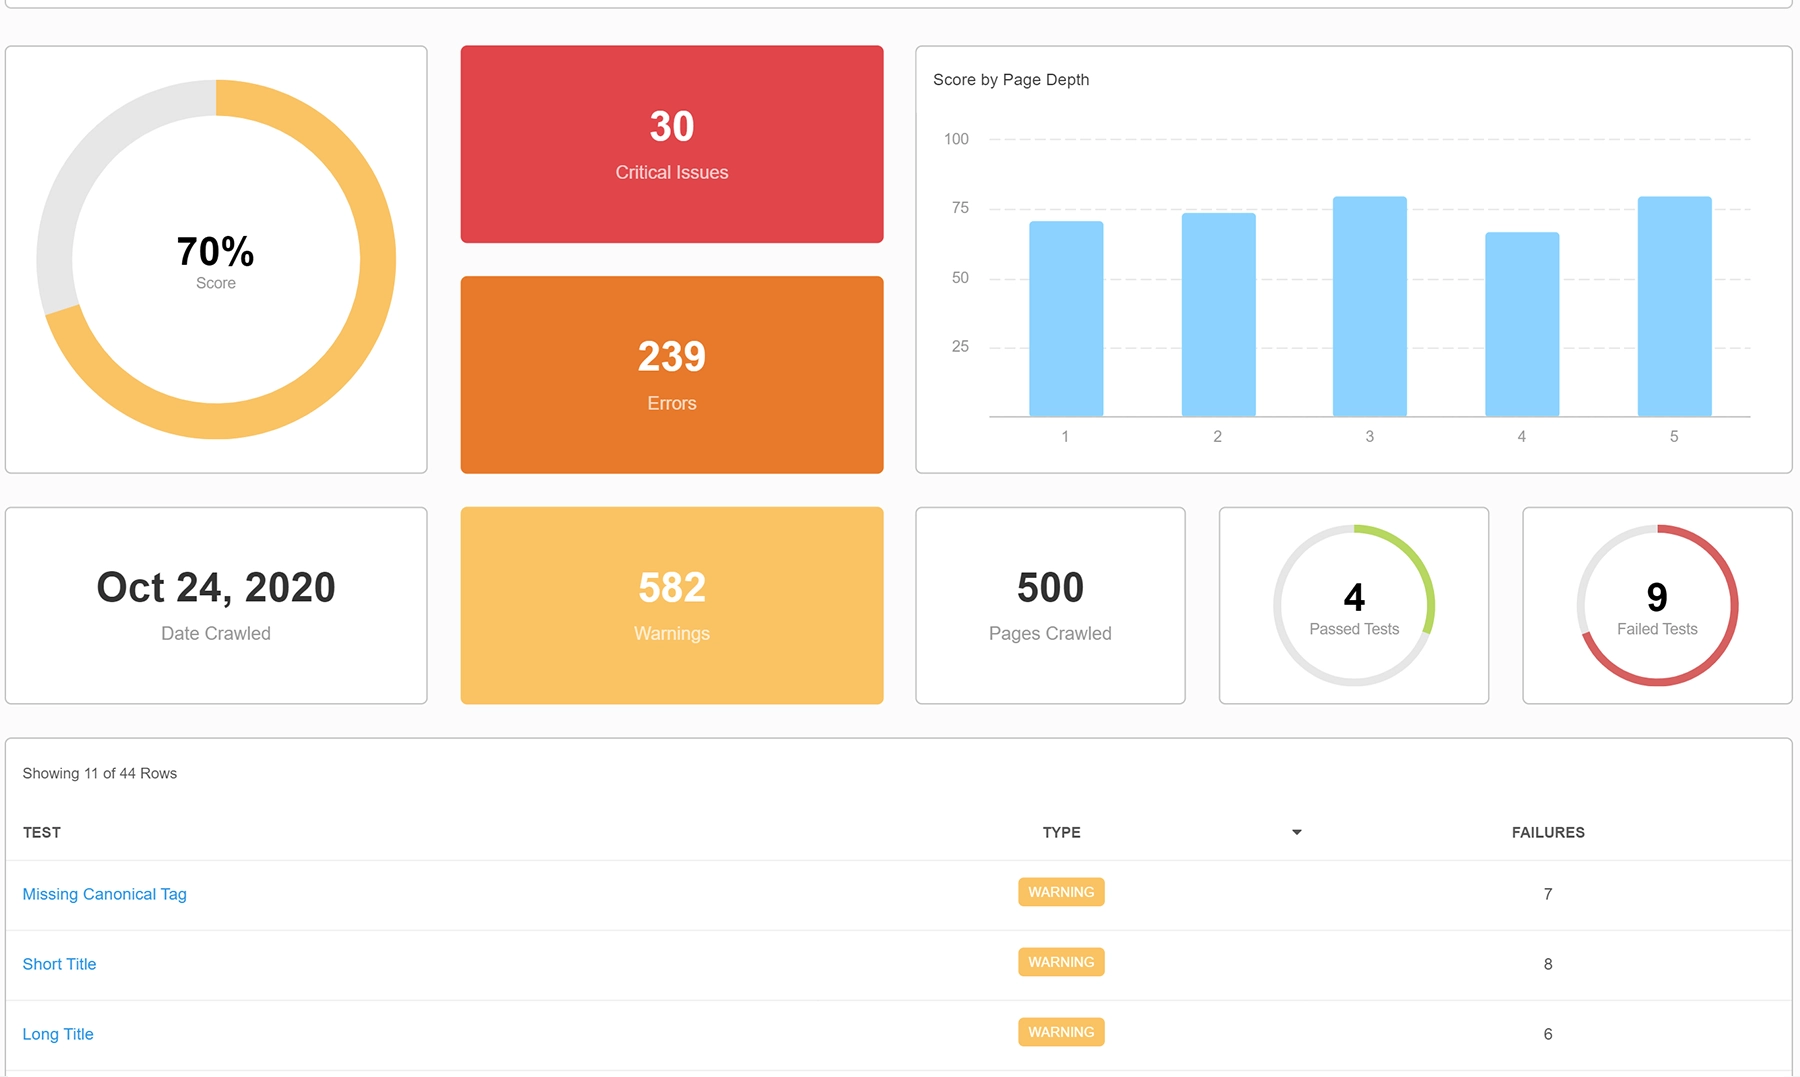 70%
Score
30
Critical Issues
239
Errors
Score by Page Depth
100
75
50
25
1 2 3 4 5
Oct 24, 2020
Date Crawled
582
Warnings
500
Pages Crawled
4
Passed Tests
9
Failed Tests
Showing 11 of 44 Rows
TEST TYPE FAILURES
Missing Canonical Tag WARNING 7
Short Title WARNING 8
Long Title WARNING 6